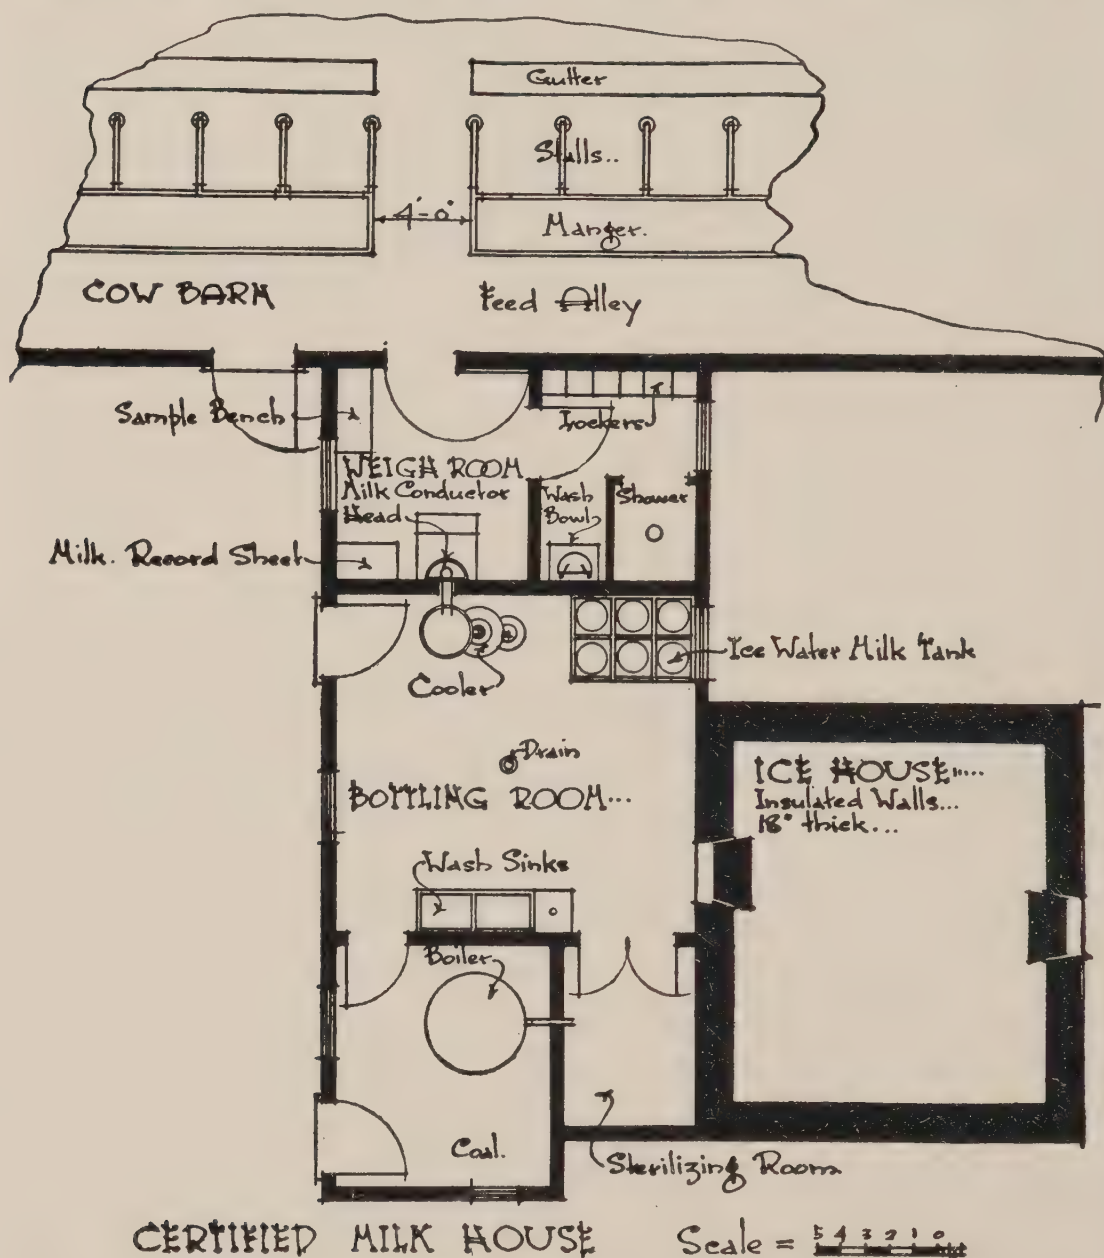 Gutter
Stalls..
4'-0"
Manger.
COW BARN
Feed Alley
Sample Bench
Lockers
WEIGH ROOM
Milk Conductor
Head
Wash
Bowl
Shower
Milk. Record Sheet
Ice Water Milk Tank
Cooler
Drain
BOTTLING ROOM...
ICE HOUSE.....
Insulated Walls...
18" thick...
Wash Sinks
Boiler
Coal.
Sterilizing Room
CERTIFIED MILK HOUSE
Scale = 5 4 3 2 1 0